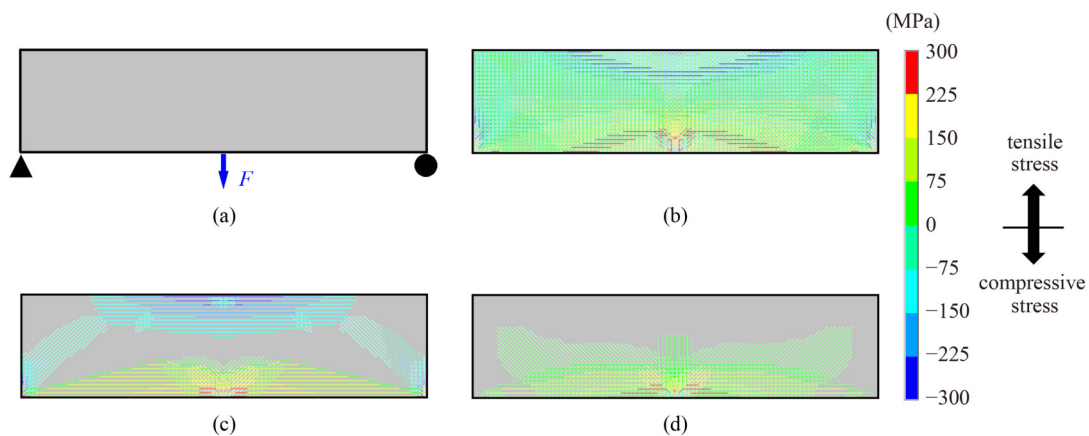 F
(a)
(b)
(c)
(d)
(MPa)
300
225
150
75
0
−75
−150
−225
−300
tensile
stress
compressive
stress